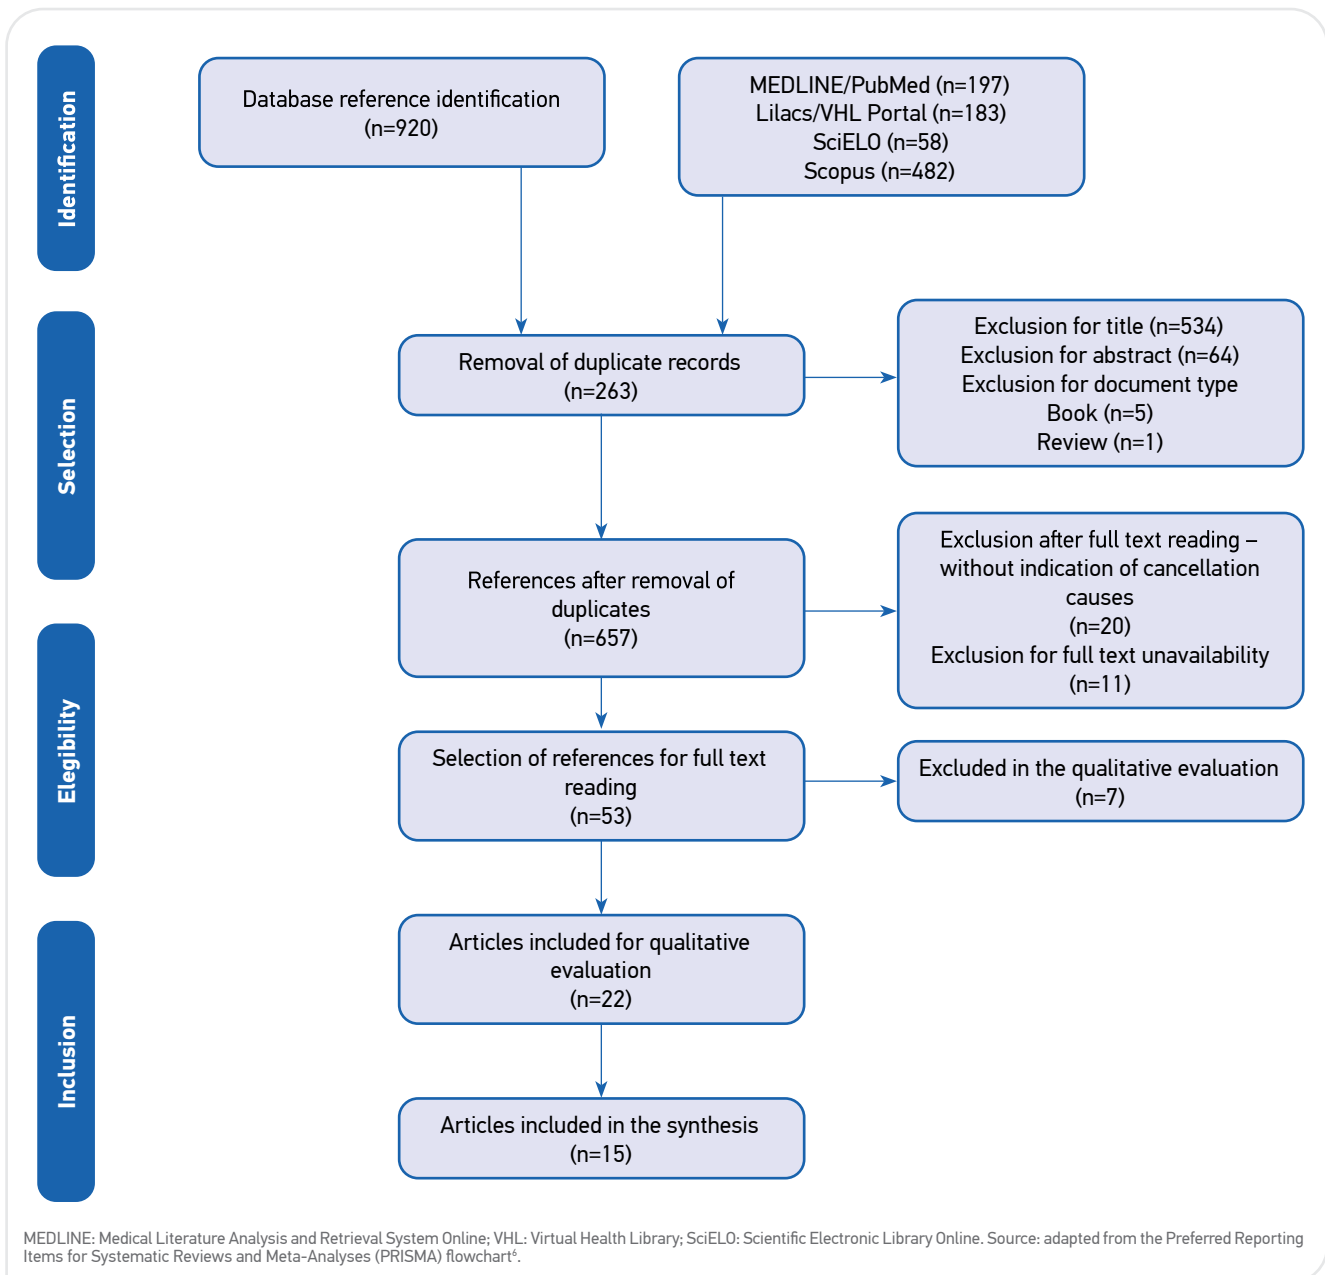 Identification
Database reference identification
(n=920)
MEDLINE/PubMed (n=197)
Lilacs/VHL Portal (n=183)
SciELO (n=58)
Scopus (n=482)
Selection
Removal of duplicate records
(n=263)
Exclusion for title (n=534)
Exclusion for abstract (n=64)
Exclusion for document type
Book (n=5)
Review (n=1)
References after removal of
duplicates
(n=657)
Exclusion after full text reading –
without indication of cancellation
causes
(n=20)
Exclusion for full text unavailability
(n=11)
Elegibility
Selection of references for full text
reading
(n=53)
Excluded in the qualitative evaluation
(n=7)
Inclusion
Articles included for qualitative
evaluation
(n=22)
Articles included in the synthesis
(n=15)
MEDLINE: Medical Literature Analysis and Retrieval System Online; VHL: Virtual Health Library; SciELO: Scientific Electronic Library Online. Source: adapted from the Preferred Reporting
Items for Systematic Reviews and Meta-Analyses (PRISMA) flowchart⁶.